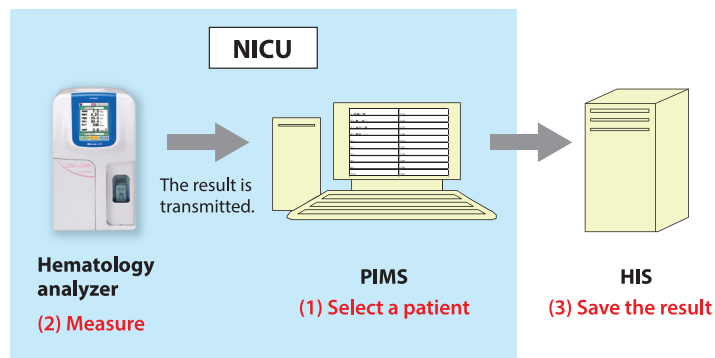 NICU
The result is
transmitted.
Hematology
analyzer
(2) Measure
PIMS
(1) Select a patient
HIS
(3) Save the result